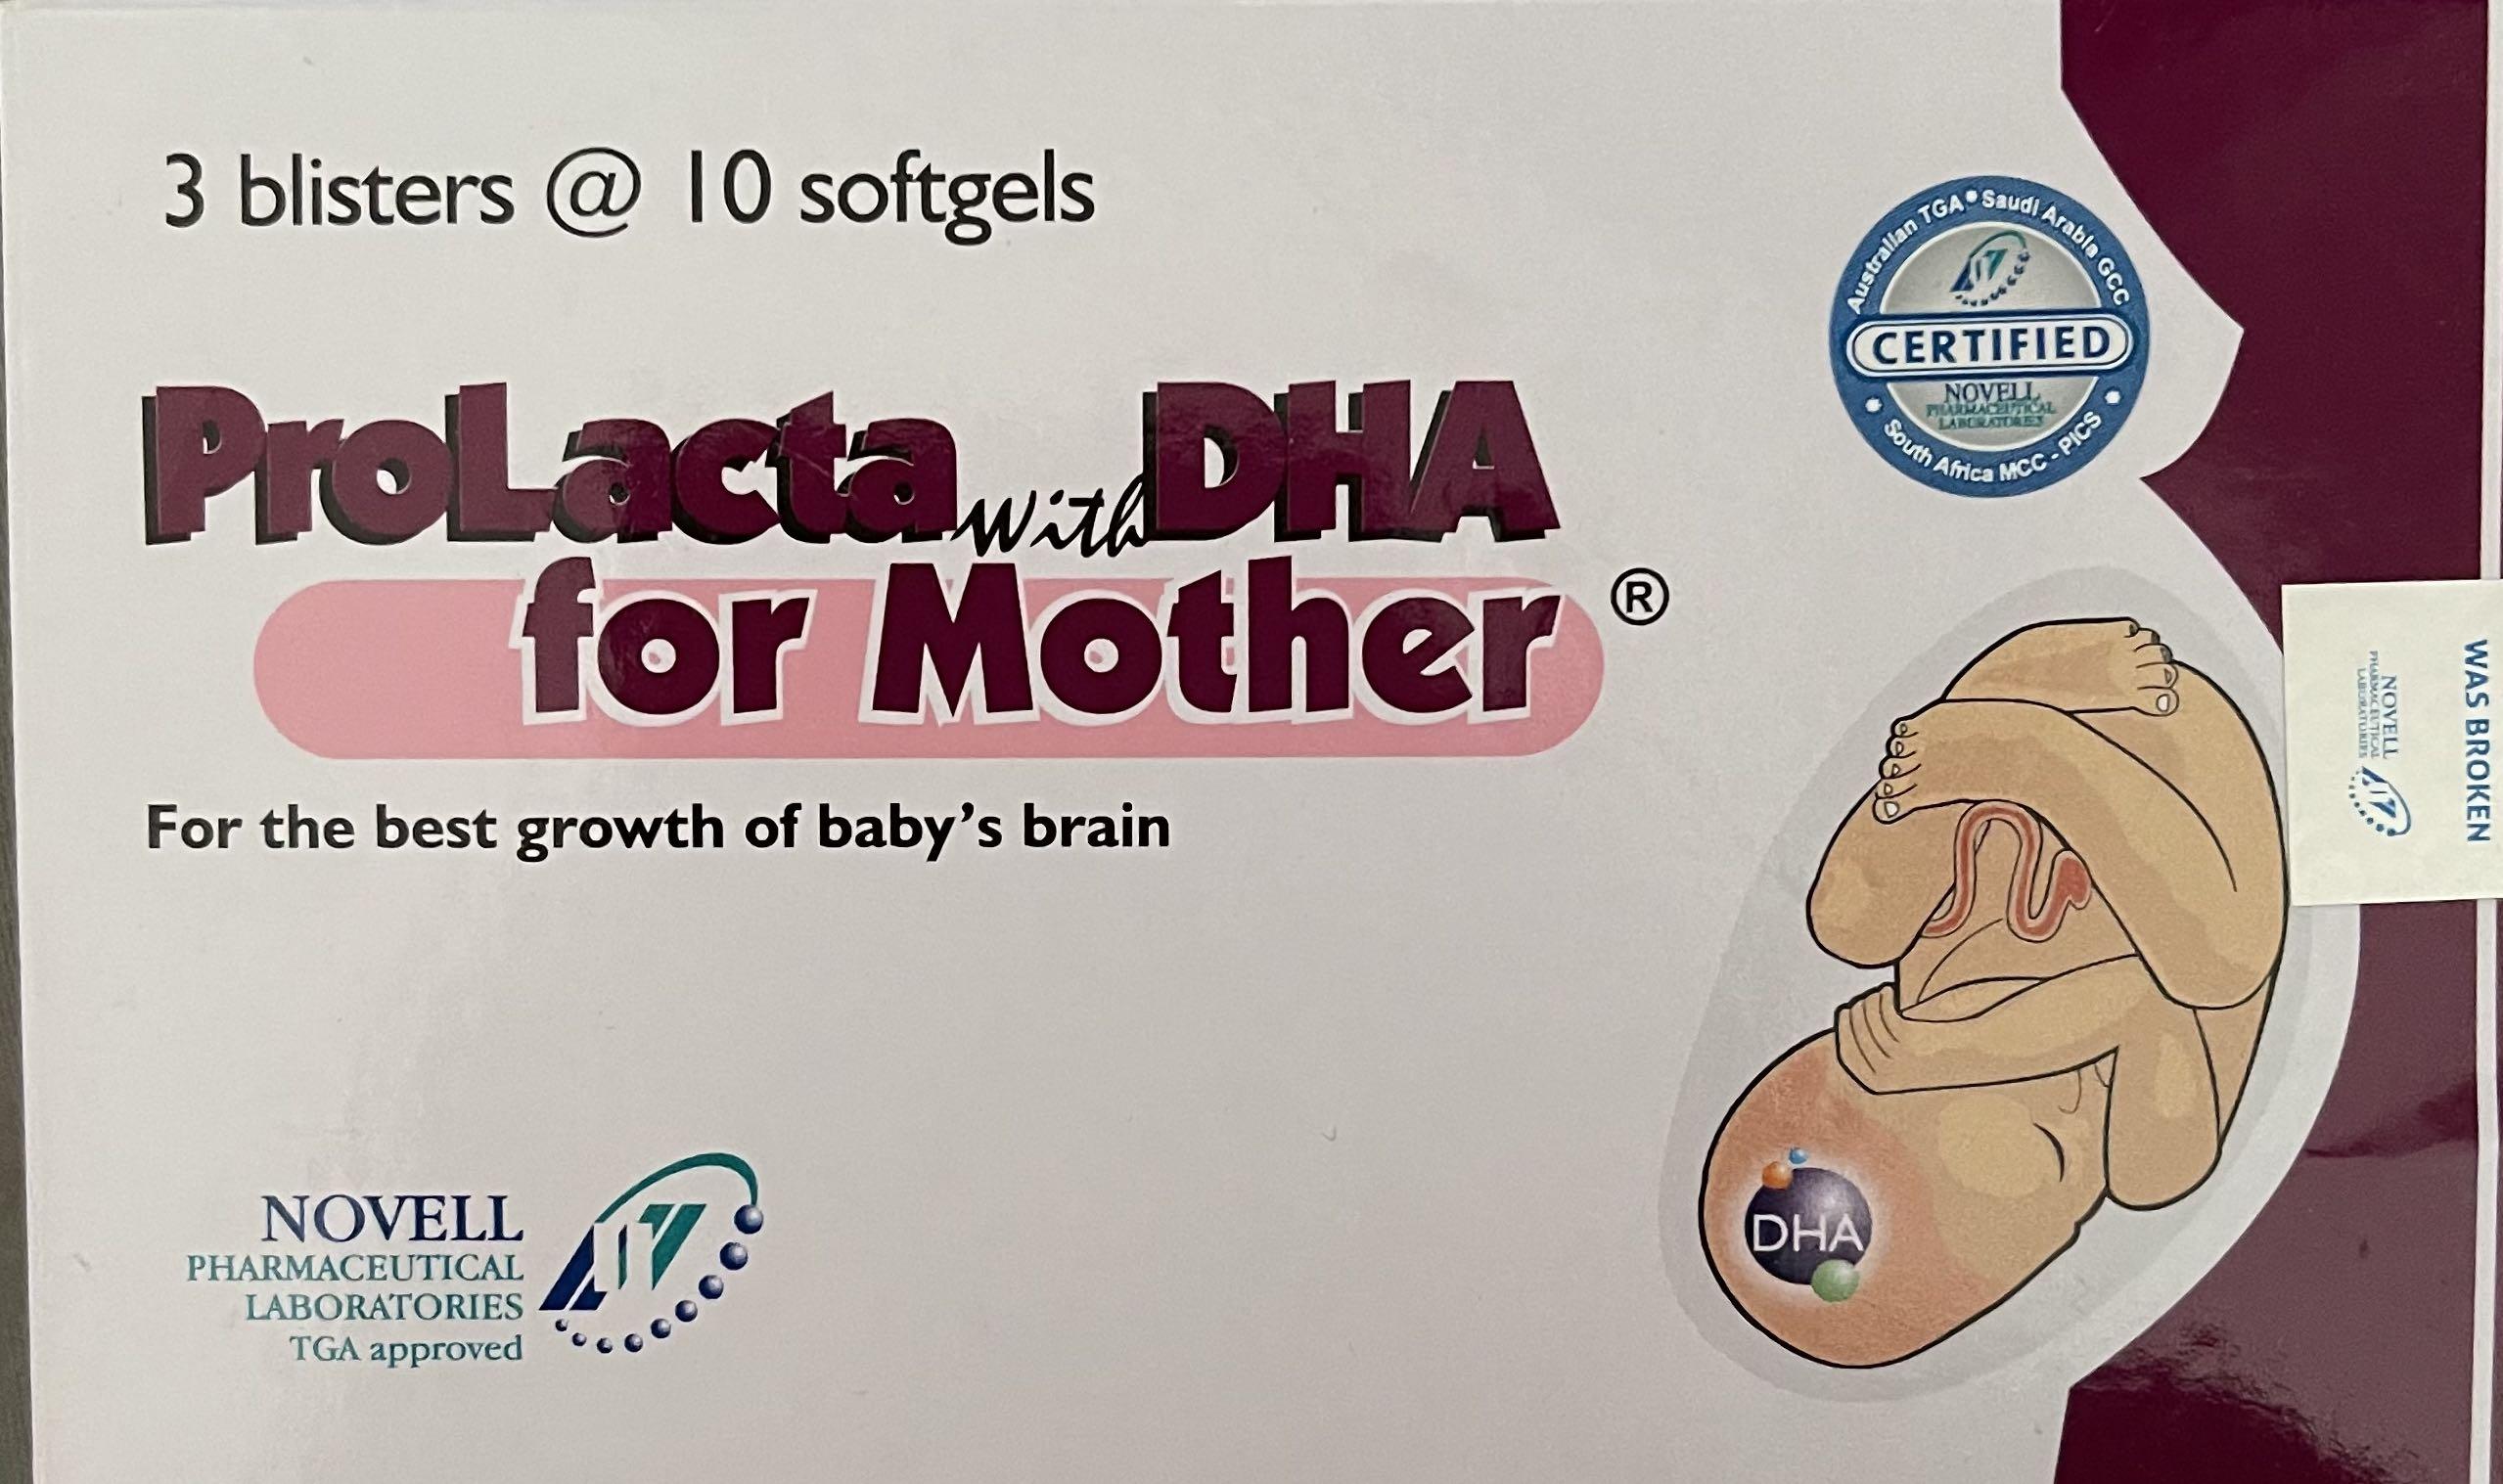 3 blisters @ 10 softgels
Australian TGA • Saudi Arabia GCC
CERTIFIED
NOVELL
PHARMACEUTICAL
LABORATORIES
South Africa MCC - PICS
ProLacta with DHA
for Mother ®
For the best growth of baby's brain
WAS BROKEN
NOVELL
PHARMACEUTICAL
LABORATORIES
DHA
NOVELL
PHARMACEUTICAL
LABORATORIES
TGA approved